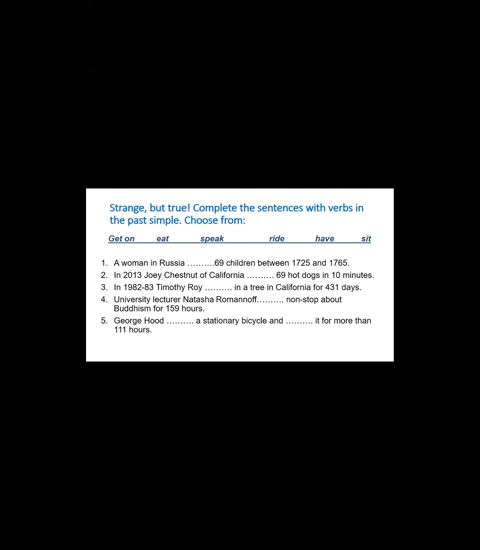 Strange, but true! Complete the sentences with verbs in
the past simple. Choose from:
Get on eat speak ride have sit
1. A woman in Russia ..........69 children between 1725 and 1765.
2. In 2013 Joey Chestnut of California .......... 69 hot dogs in 10 minutes.
3. In 1982-83 Timothy Roy .......... in a tree in California for 431 days.
4. University lecturer Natasha Romannoff.......... non-stop about
Buddhism for 159 hours.
5. George Hood .......... a stationary bicycle and .......... it for more than
111 hours.